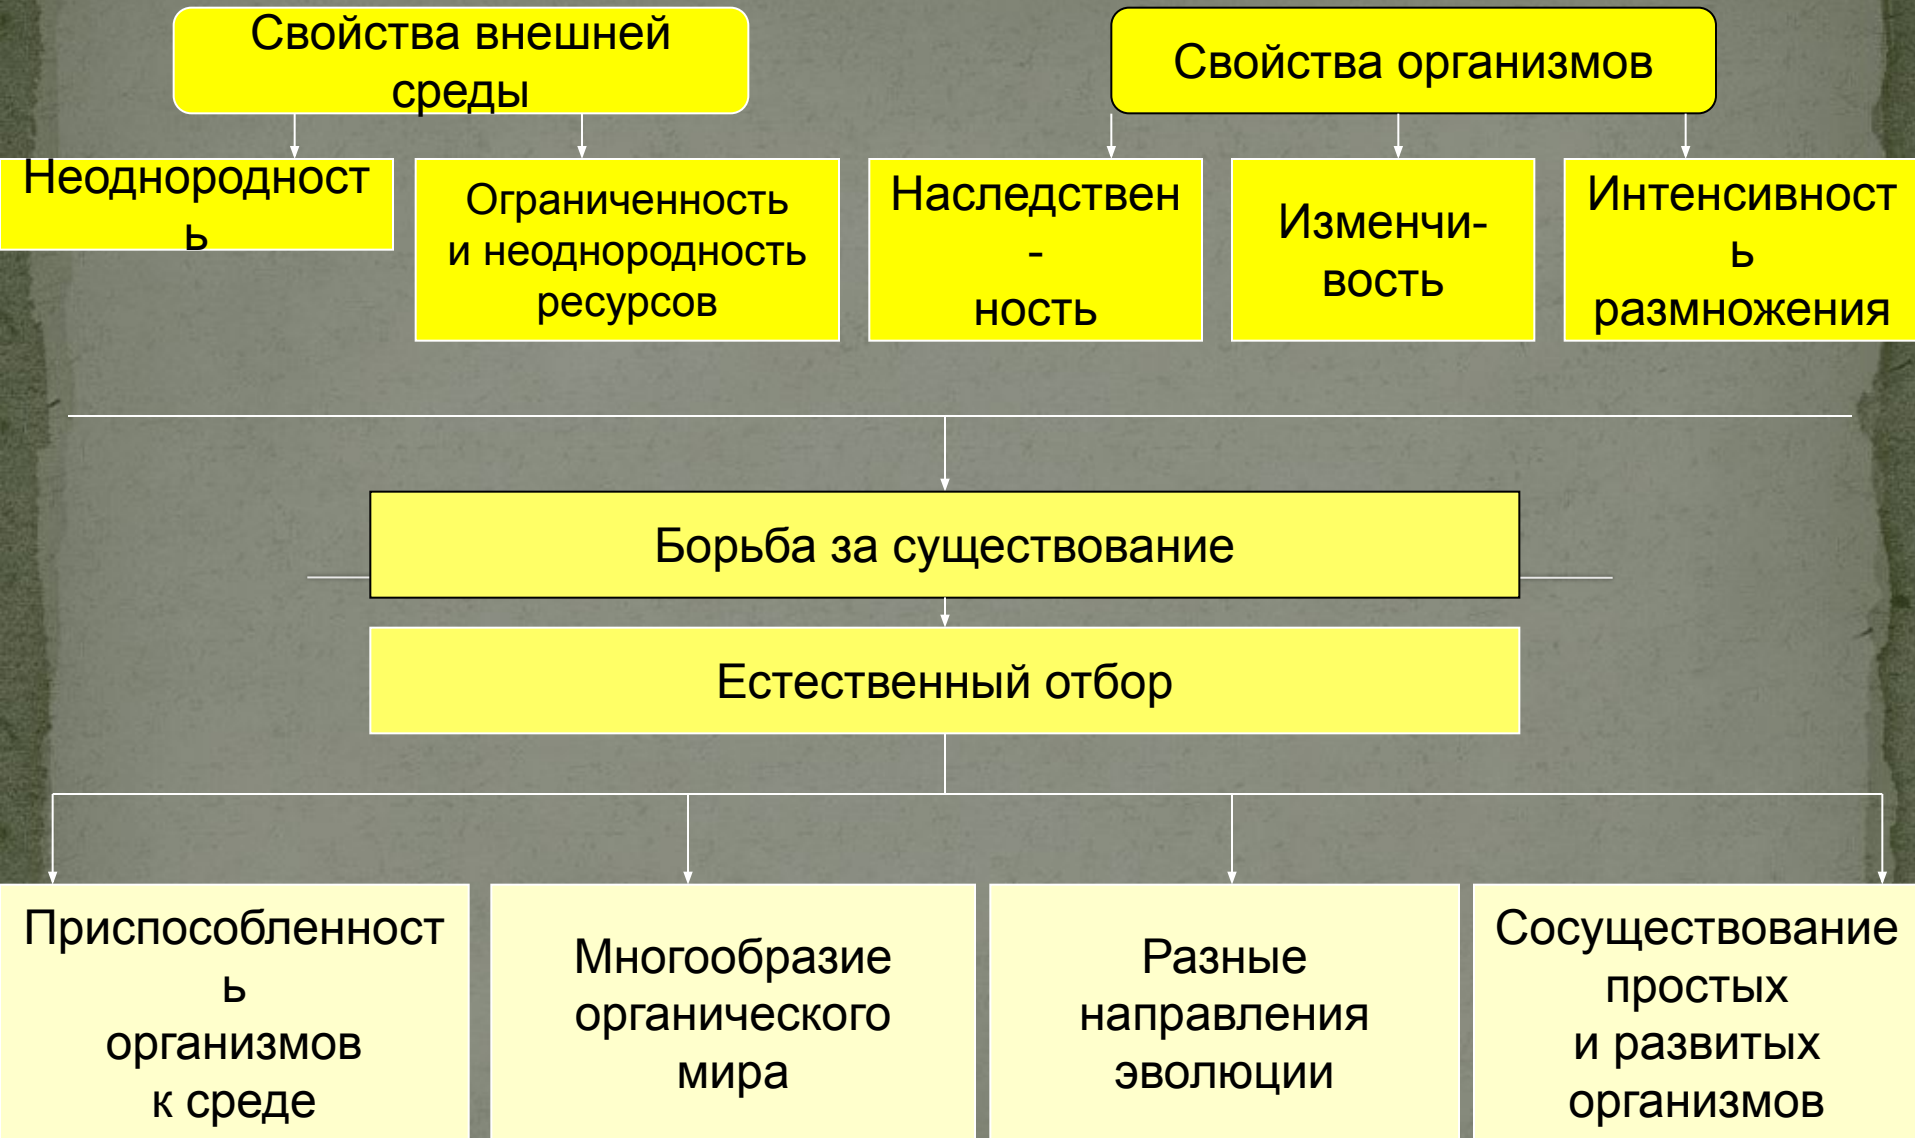 Свойства внешней
среды
Свойства организмов
Неоднородност
ь
Ограниченность
и неоднородность
ресурсов
Наследствен
-
ность
Изменчи-
вость
Интенсивност
ь
размножения
Борьба за существование
Естественный отбор
Приспособленност
ь
организмов
к среде
Многообразие
органического
мира
Разные
направления
эволюции
Сосуществование
простых
и развитых
организмов